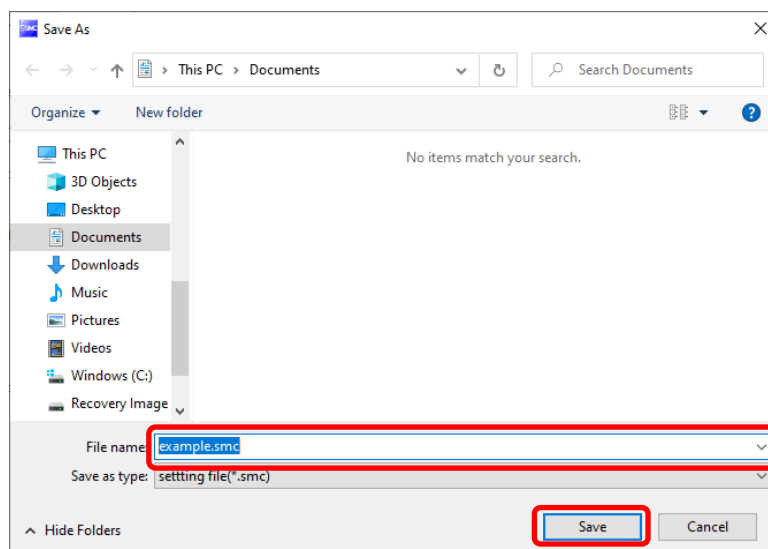 SMC Save As
This PC > Documents
Search Documents
Organize
New folder
?
This PC
3D Objects
Desktop
Documents
Downloads
Music
Pictures
Videos
Windows (C:)
Recovery Image
No items match your search.
File name: example.smc
Save as type: settting file(*.smc)
Hide Folders
Save
Cancel